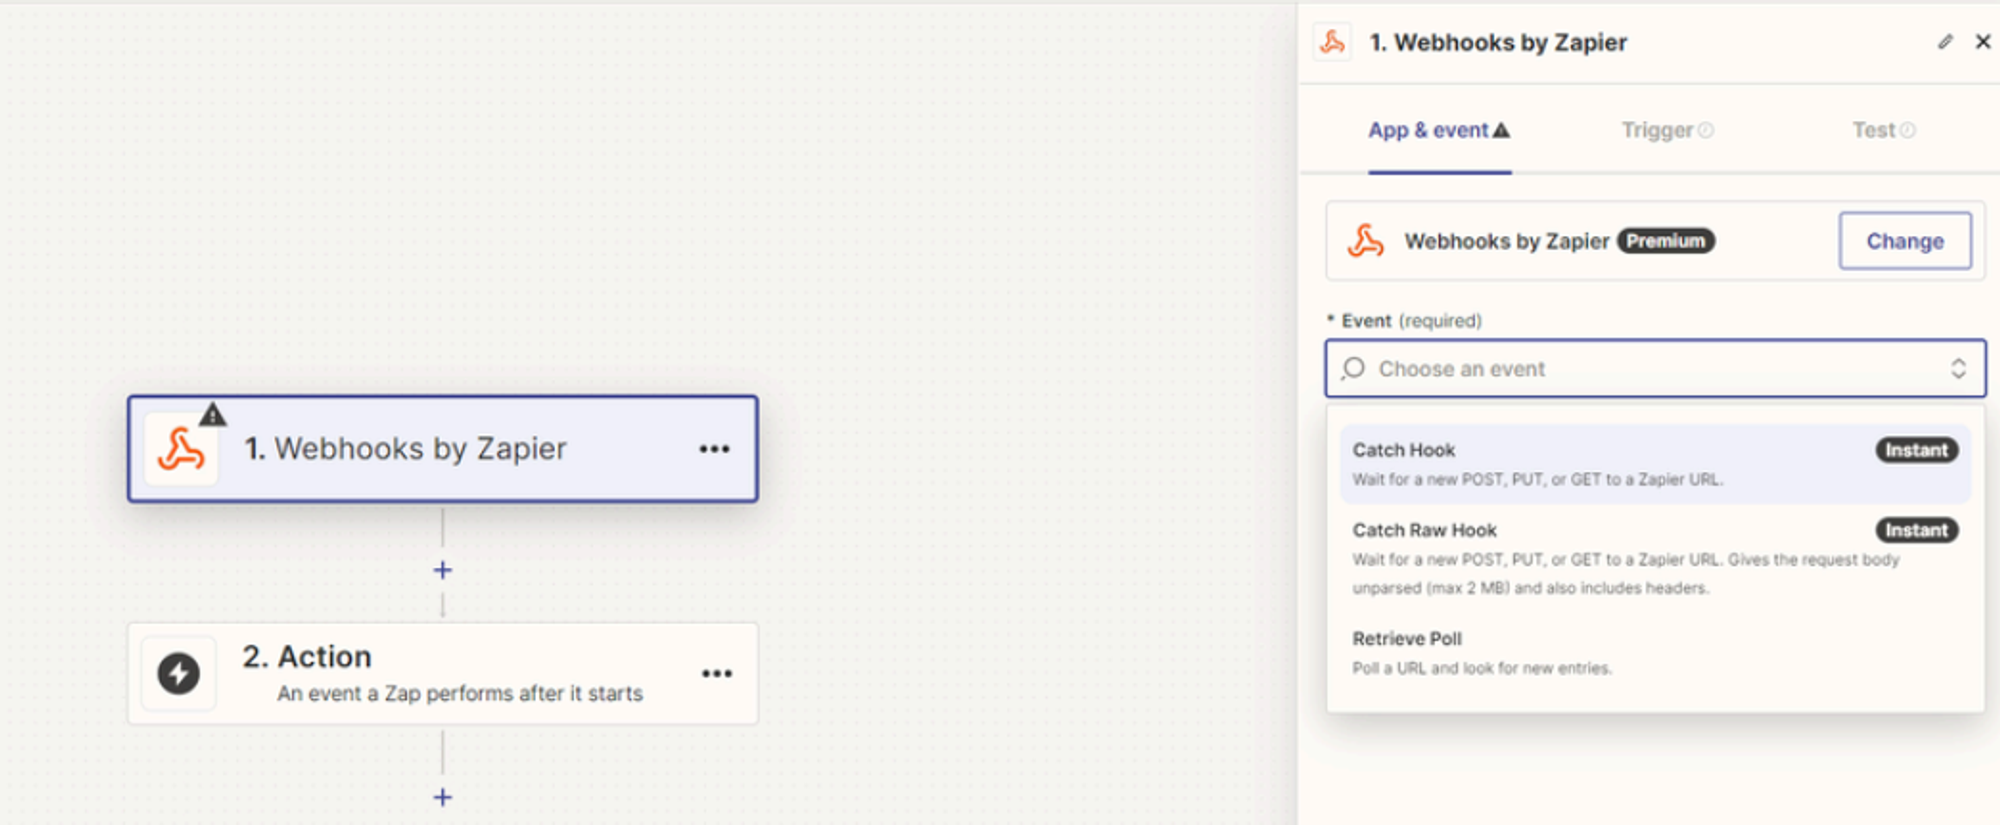 1. Webhooks by Zapier
2. Action
An event a Zap performs after it starts
1. Webhooks by Zapier
App & event
Trigger
Test
Webhooks by Zapier Premium
Change
* Event (required)
Choose an event
Catch Hook
Instant
Wait for a new POST, PUT, or GET to a Zapier URL.
Catch Raw Hook
Instant
Wait for a new POST, PUT, or GET to a Zapier URL. Gives the request body
unparsed (max 2 MB) and also includes headers.
Retrieve Poll
Poll a URL and look for new entries.